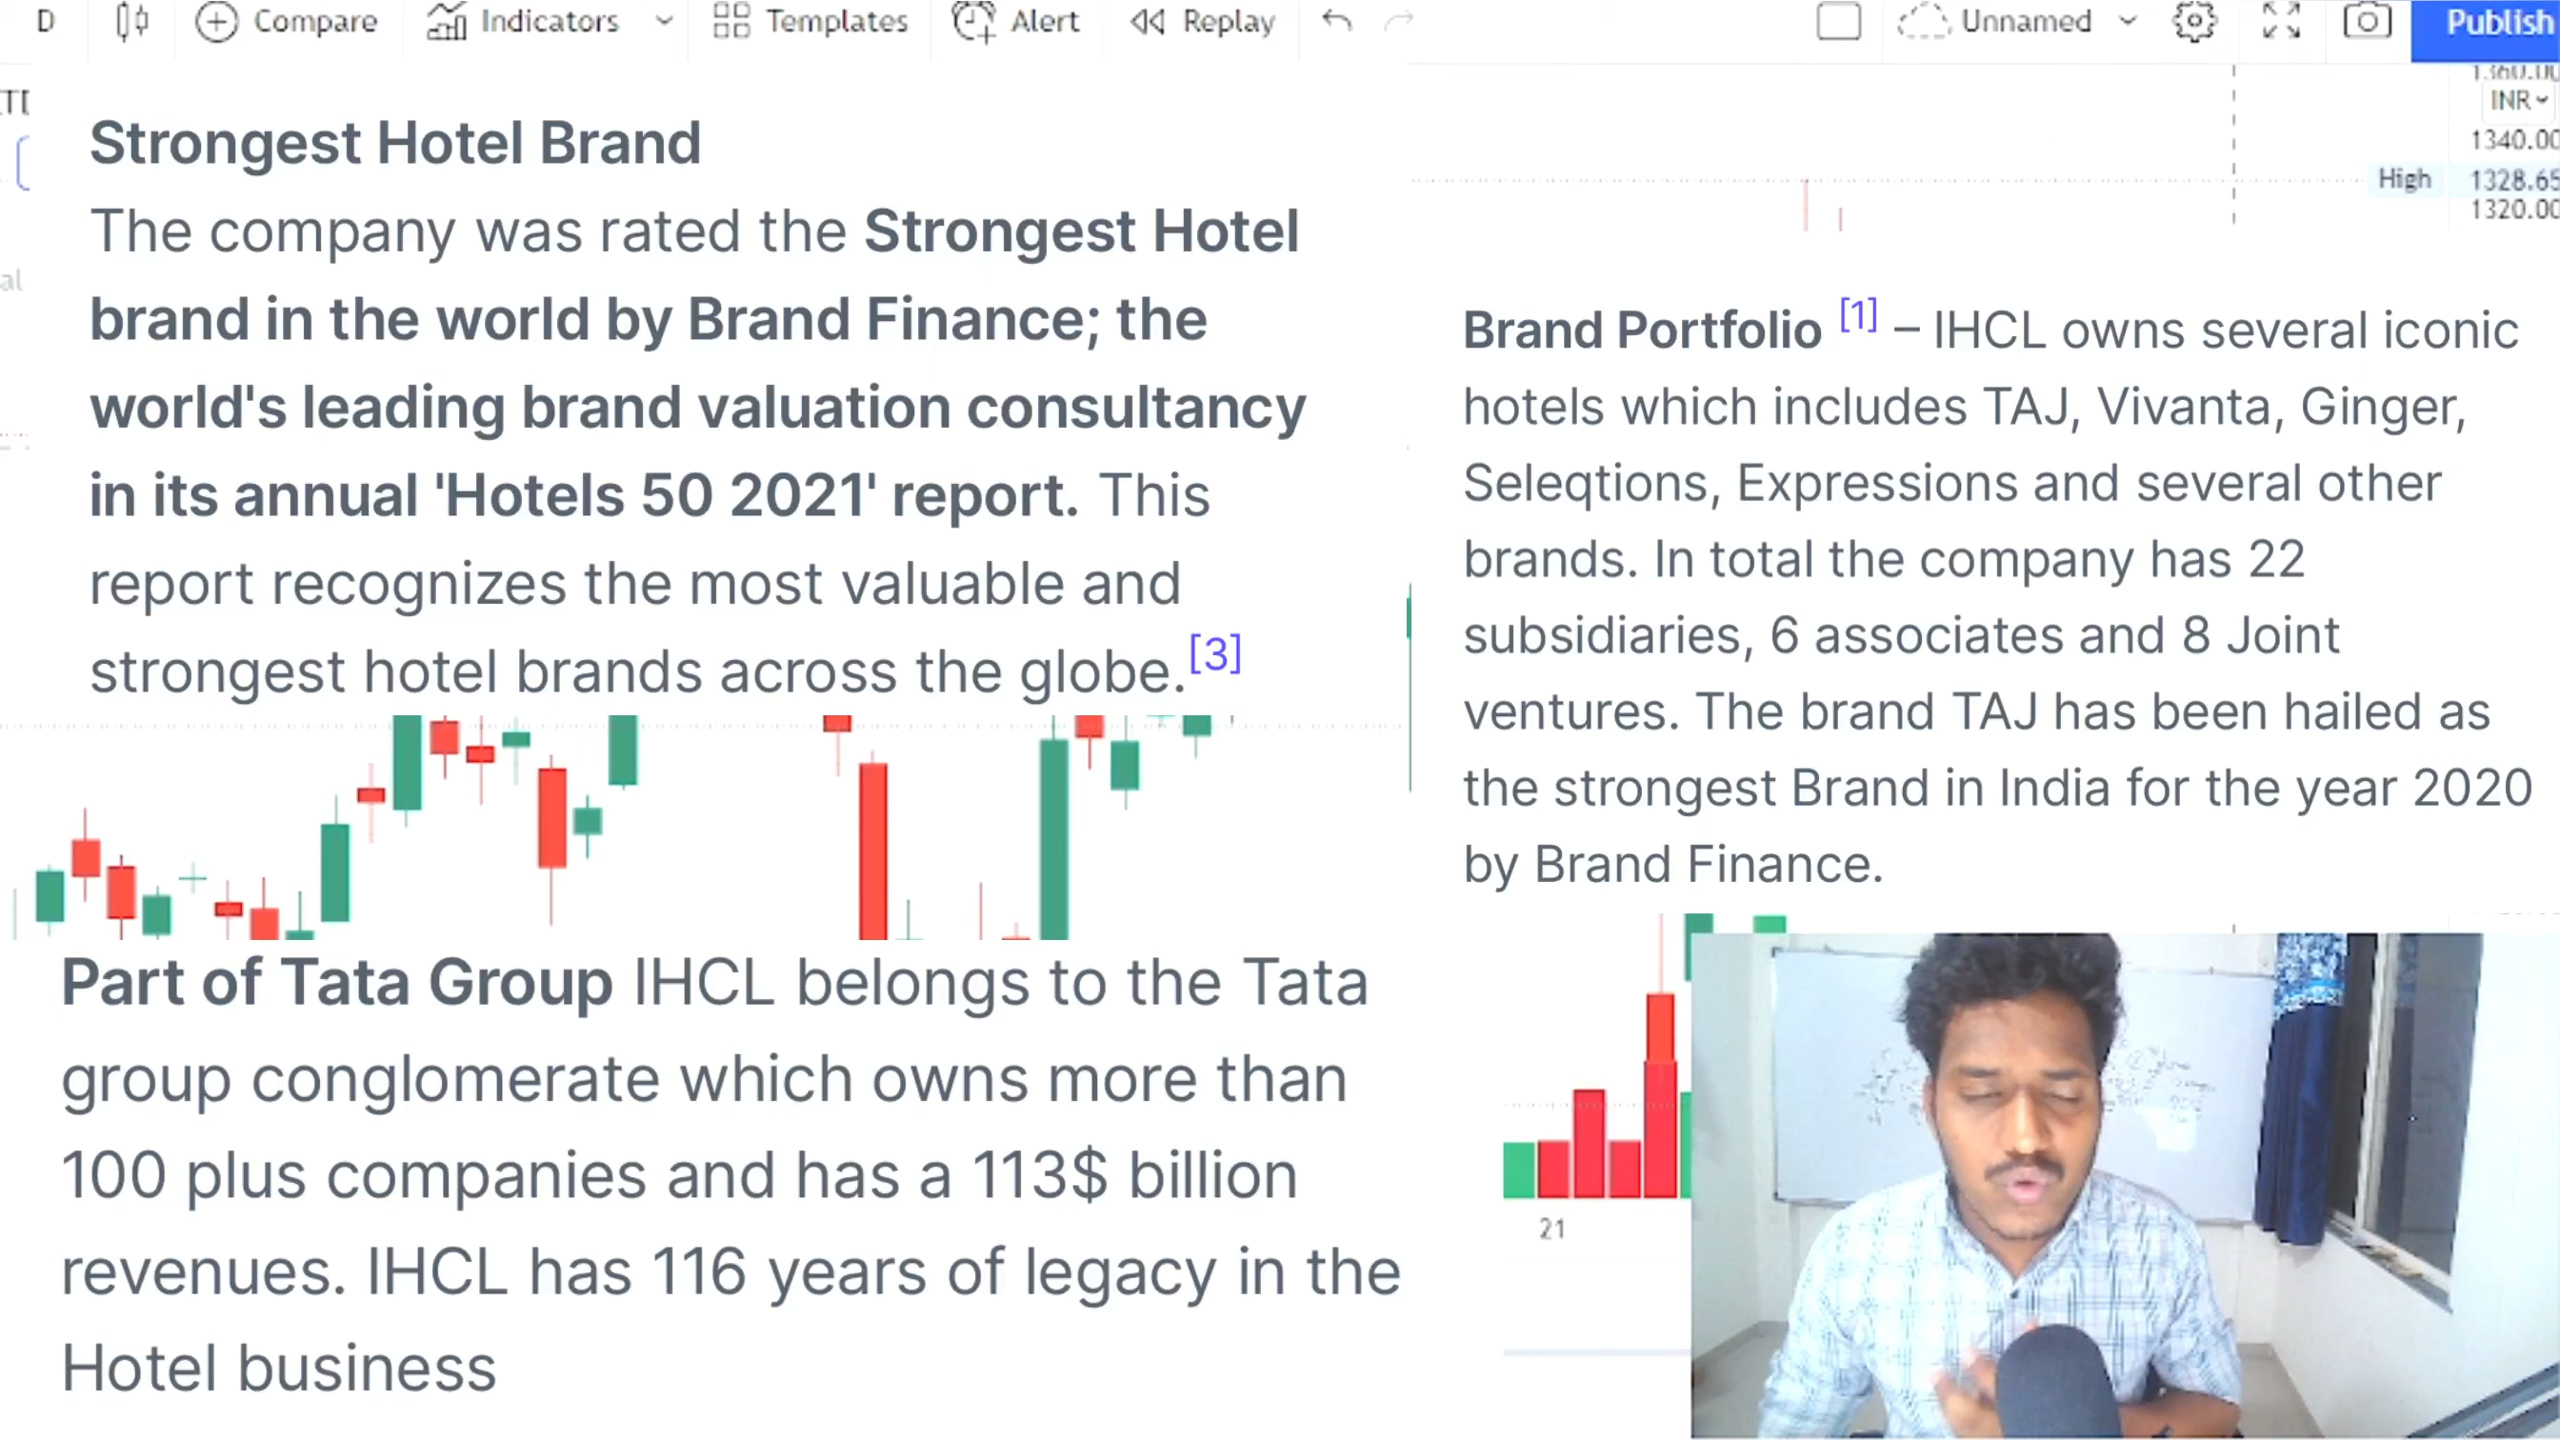 D Compare Indicators Templates Alert Replay Unnamed Publish
INR
1340.00
High 1328.65
1320.00
Strongest Hotel Brand
The company was rated the Strongest Hotel
brand in the world by Brand Finance; the
world's leading brand valuation consultancy
in its annual 'Hotels 50 2021' report. This
report recognizes the most valuable and
strongest hotel brands across the globe.[3]
Brand Portfolio [1] – IHCL owns several iconic
hotels which includes TAJ, Vivanta, Ginger,
Seleqtions, Expressions and several other
brands. In total the company has 22
subsidiaries, 6 associates and 8 Joint
ventures. The brand TAJ has been hailed as
the strongest Brand in India for the year 2020
by Brand Finance.
Part of Tata Group IHCL belongs to the Tata
group conglomerate which owns more than
100 plus companies and has a 113$ billion
revenues. IHCL has 116 years of legacy in the
Hotel business
21